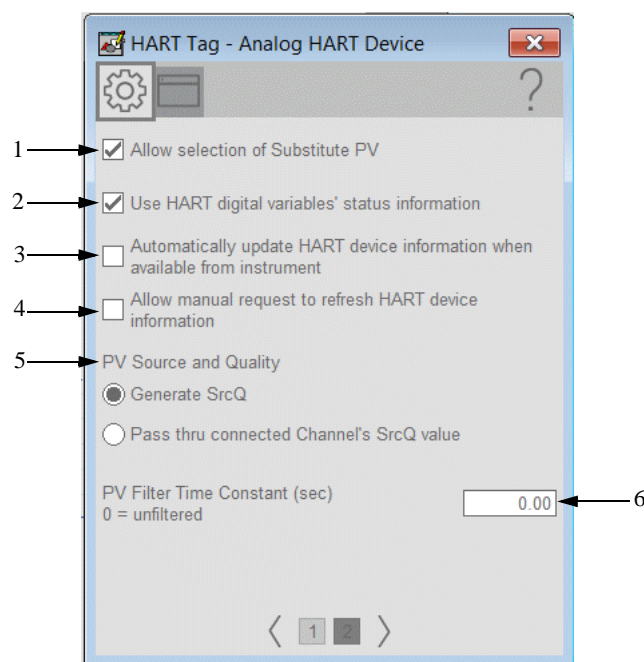 HART Tag - Analog HART Device
?
1
Allow selection of Substitute PV
2
Use HART digital variables' status information
3
Automatically update HART device information when
available from instrument
4
Allow manual request to refresh HART device
information
5
PV Source and Quality
Generate SrcQ
Pass thru connected Channel's SrcQ value
PV Filter Time Constant (sec)
0 = unfiltered
0.00
6
1 2